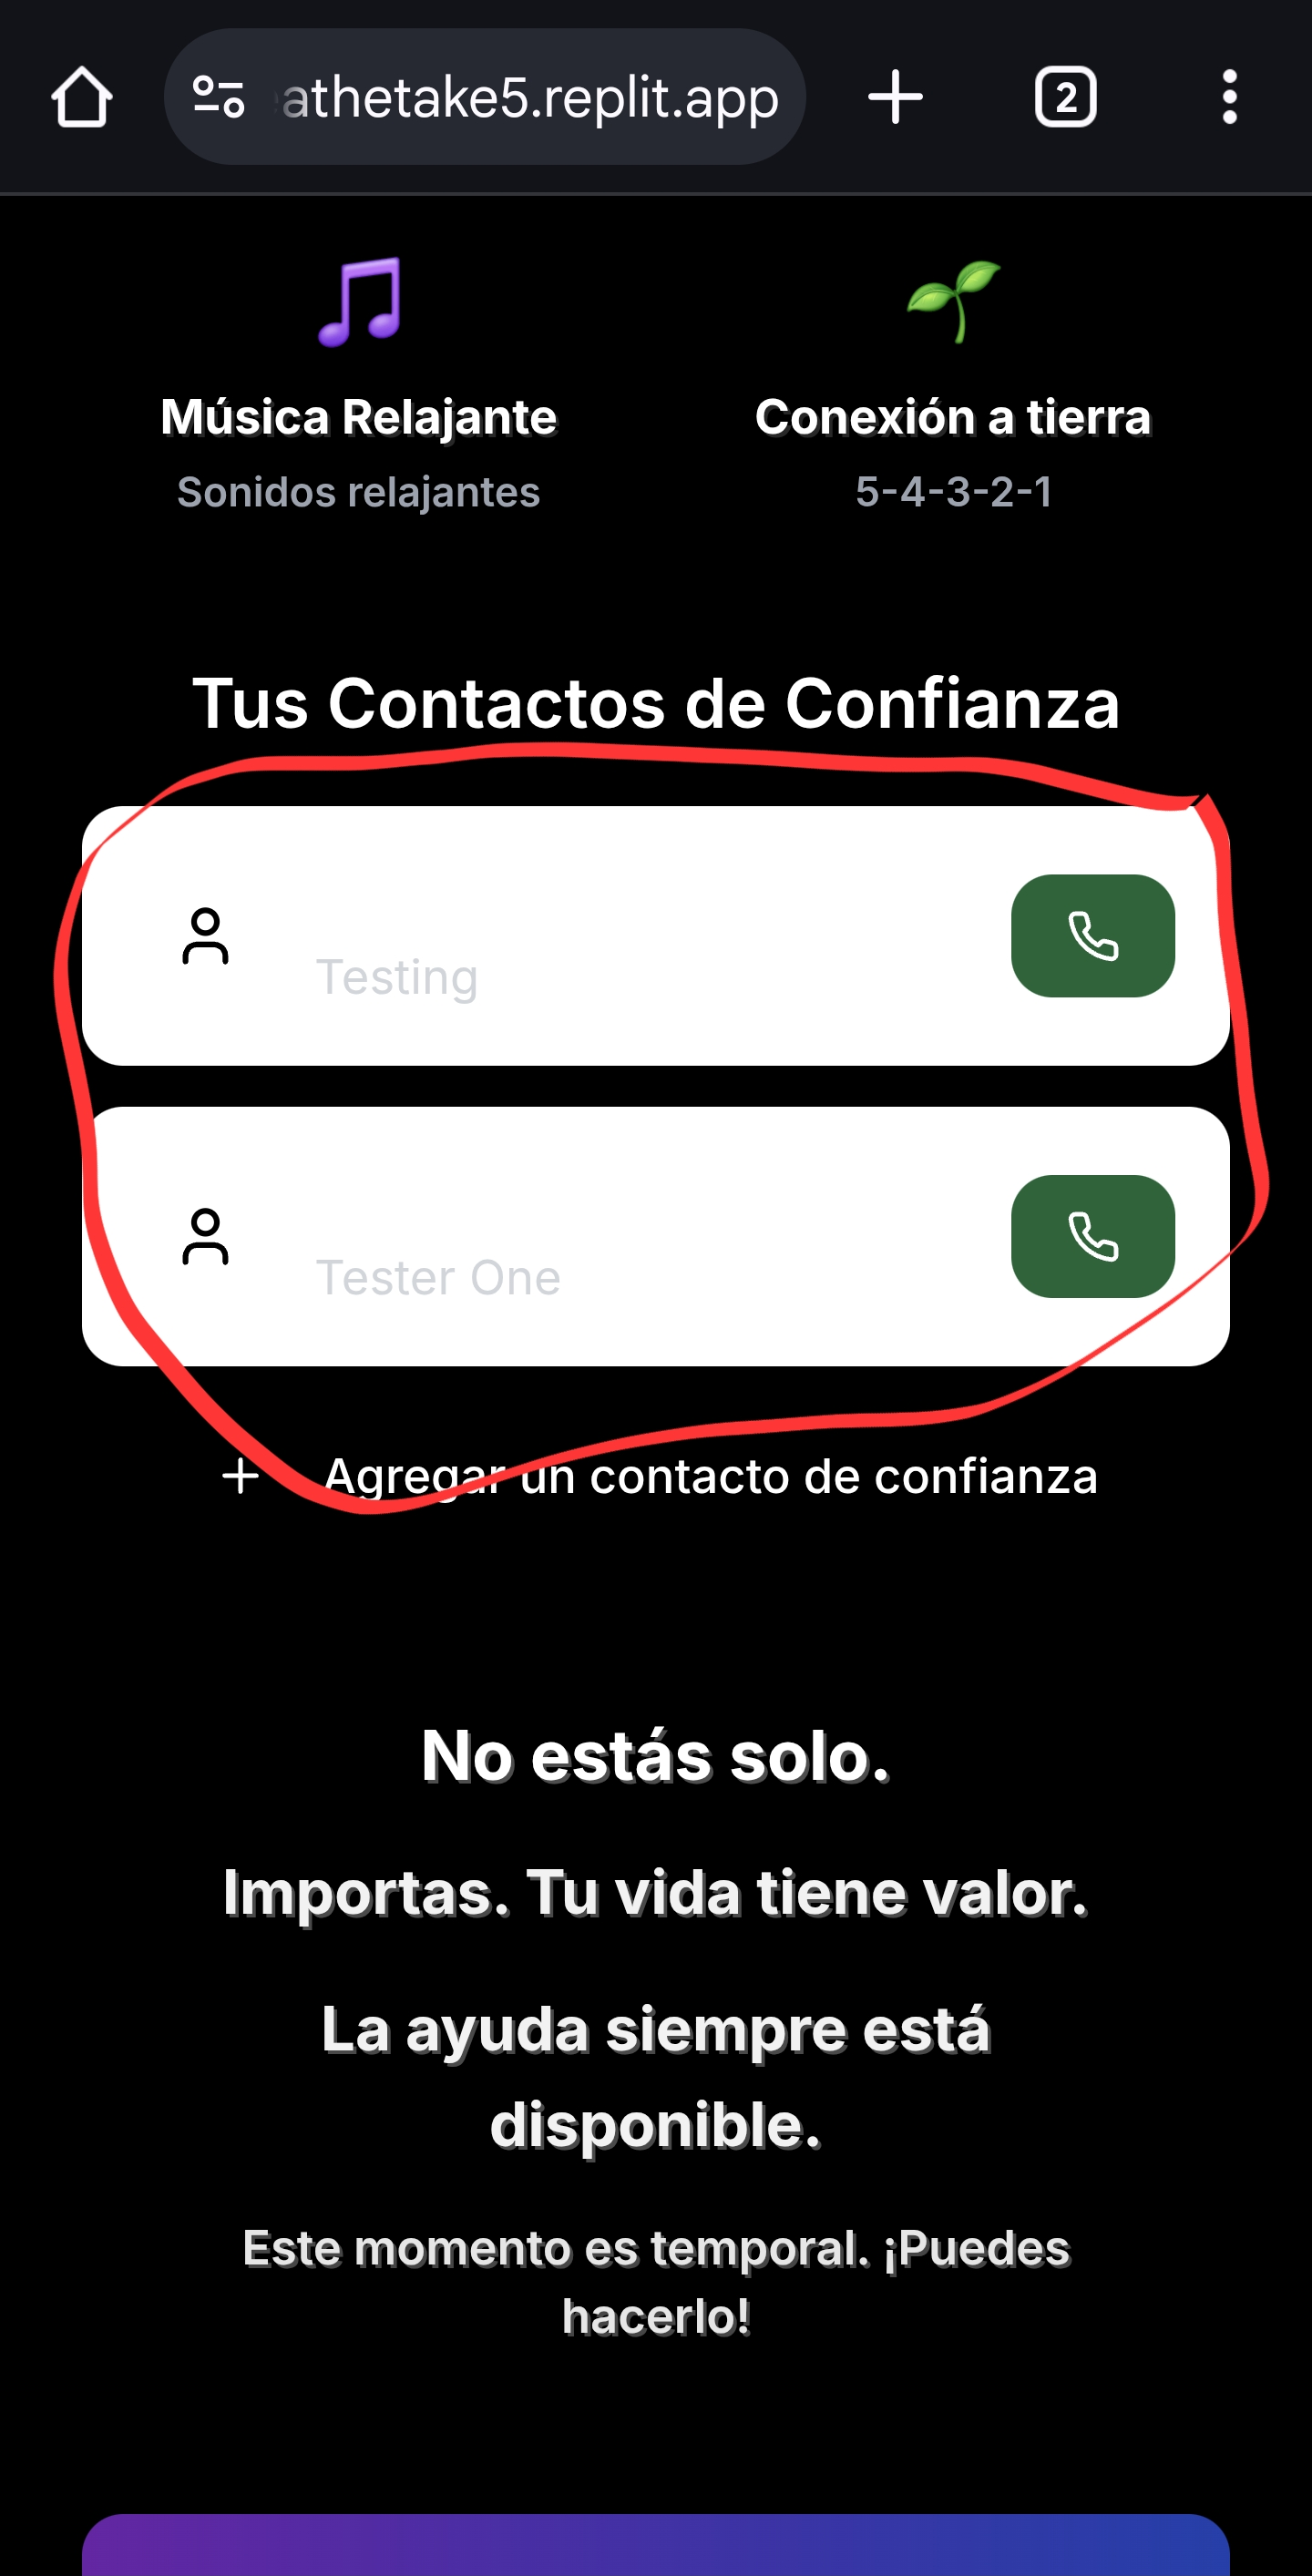 athetake5.replit.app
2
Música Relajante
Sonidos relajantes
Conexión a tierra
5-4-3-2-1
Tus Contactos de Confianza
Testing
Tester One
Agregar un contacto de confianza
No estás solo.
Importas. Tu vida tiene valor.
La ayuda siempre está
disponible.
Este momento es temporal. ¡Puedes
hacerlo!